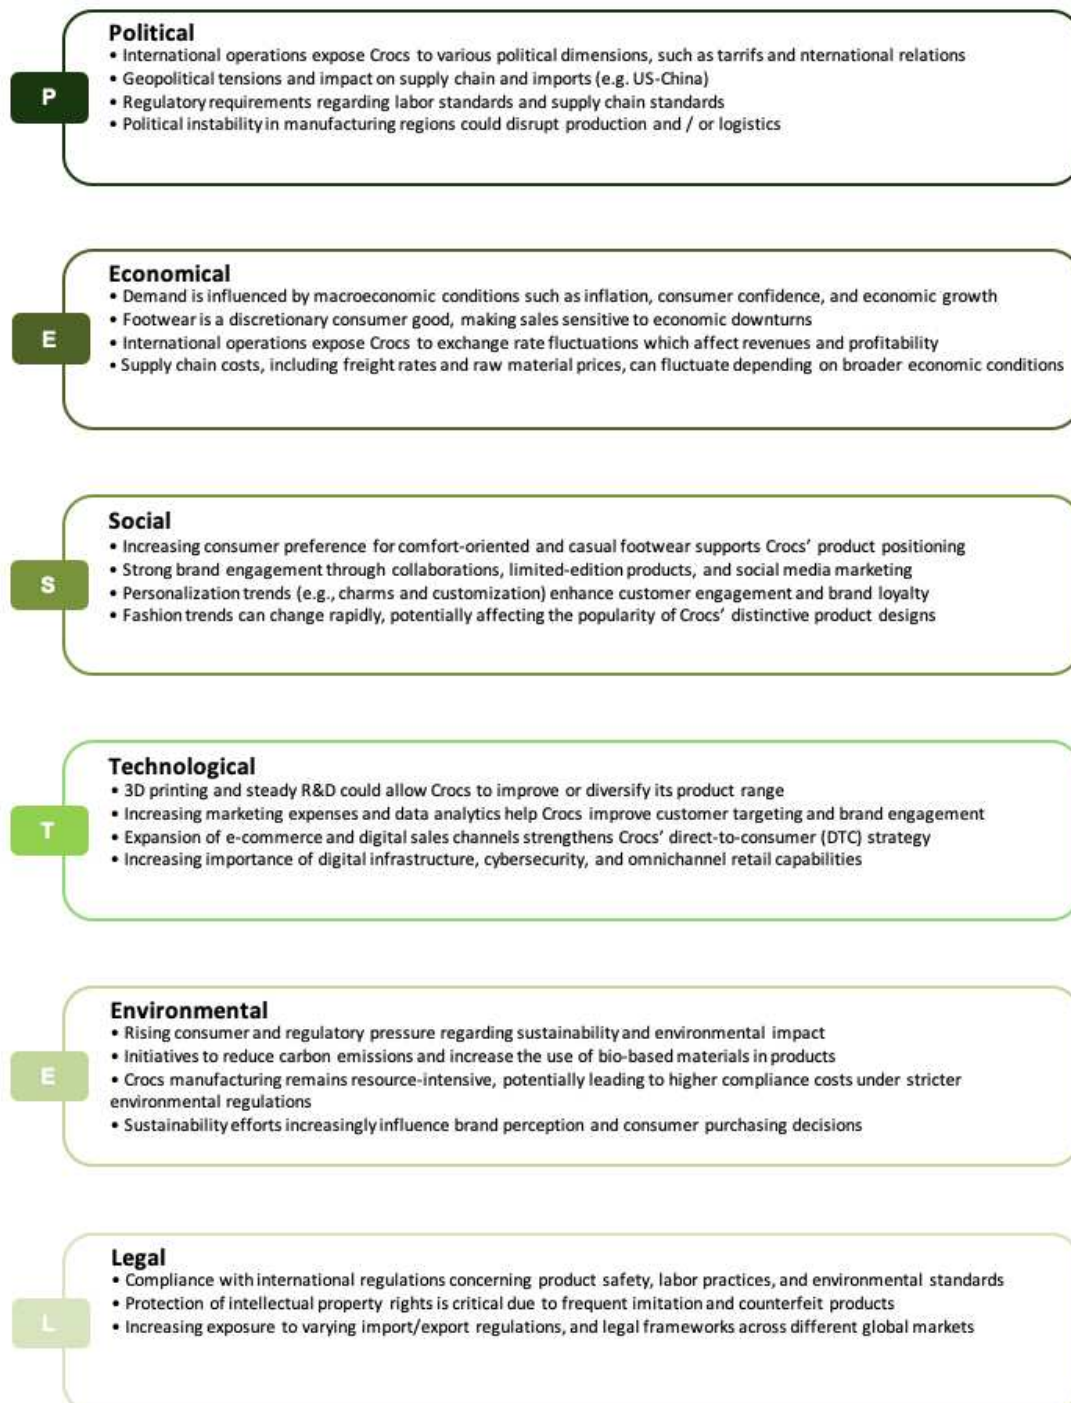 Political
• International operations expose Crocs to various political dimensions, such as tarrifs and nternational relations
• Geopolitical tensions and impact on supply chain and imports (e.g. US-China)
P
• Regulatory requirements regarding labor standards and supply chain standards
• Political instability in manufacturing regions could disrupt production and / or logistics
Economical
• Demand is influenced by macroeconomic conditions such as inflation, consumer confidence, and economic growth
• Footwear is a discretionary consumer good, making sales sensitive to economic downturns
E
• International operations expose Crocs to exchange rate fluctuations which affect revenues and profitability
• Supply chain costs, including freight rates and raw material prices, can fluctuate depending on broader economic conditions
Social
• Increasing consumer preference for comfort-oriented and casual footwear supports Crocs’ product positioning
• Strong brand engagement through collaborations, limited-edition products, and social media marketing
S
• Personalization trends (e.g., charms and customization) enhance customer engagement and brand loyalty
• Fashion trends can change rapidly, potentially affecting the popularity of Crocs’ distinctive product designs
Technological
• 3D printing and steady R&D could allow Crocs to improve or diversify its product range
• Increasing marketing expenses and data analytics help Crocs improve customer targeting and brand engagement
T
• Expansion of e-commerce and digital sales channels strengthens Crocs’ direct-to-consumer (DTC) strategy
• Increasing importance of digital infrastructure, cybersecurity, and omnichannel retail capabilities
Environmental
• Rising consumer and regulatory pressure regarding sustainability and environmental impact
• Initiatives to reduce carbon emissions and increase the use of bio-based materials in products
E
• Crocs manufacturing remains resource-intensive, potentially leading to higher compliance costs under stricter
environmental regulations
• Sustainability efforts increasingly influence brand perception and consumer purchasing decisions
Legal
• Compliance with international regulations concerning product safety, labor practices, and environmental standards
• Protection of intellectual property rights is critical due to frequent imitation and counterfeit products
L
• Increasing exposure to varying import/export regulations, and legal frameworks across different global markets